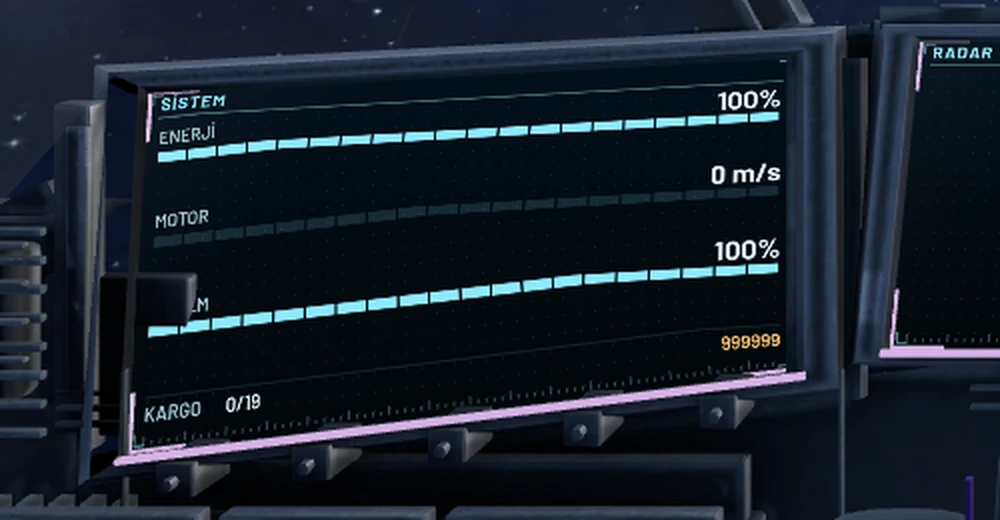 SİSTEM
100%
ENERJİ
0 m/s
MOTOR
100%
999999
KARGO 0/19
RADAR